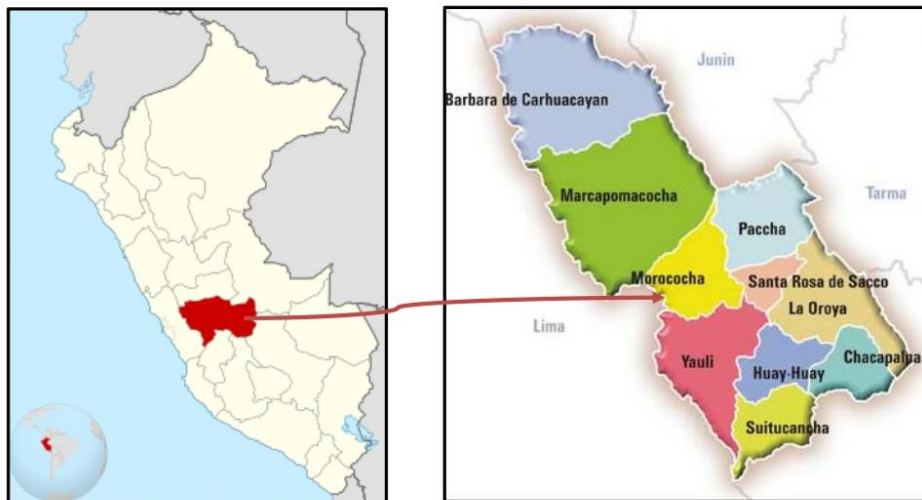 Junin
Barbara de Carhuacayan
Marcapomacocha
Tarma
Paccha
Morococha
Santa Rosa de Sacco
La Oroya
Lima
Yauli
Chacapalpa
Huay-Huay
Suitucancha